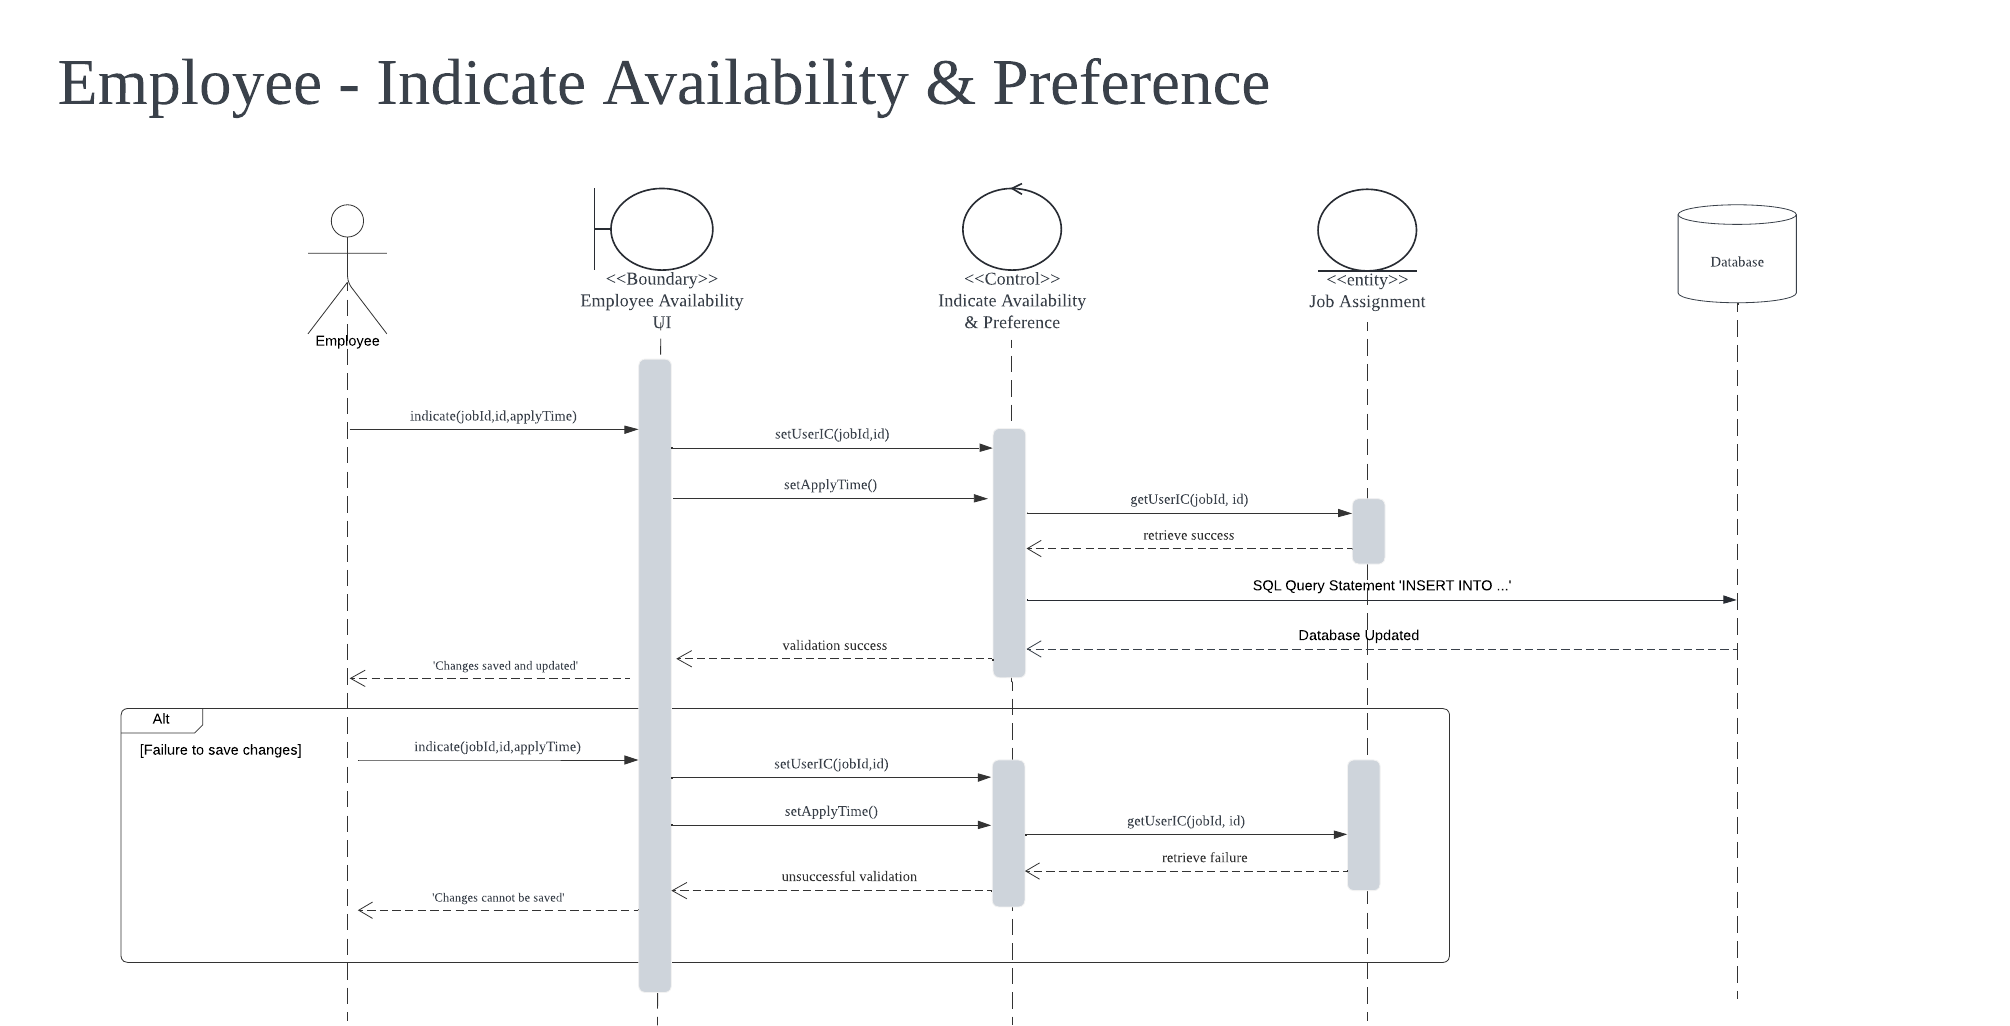 Employee - Indicate Availability & Preference
Employee
<<Boundary>>
Employee Availability
UI
<<Control>>
Indicate Availability
& Preference
<<entity>>
Job Assignment
Database
indicate(jobId,id,applyTime)
setUserIC(jobId,id)
setApplyTime()
getUserIC(jobId, id)
retrieve success
SQL Query Statement 'INSERT INTO ...'
Database Updated
validation success
'Changes saved and updated'
Alt
[Failure to save changes]
indicate(jobId,id,applyTime)
setUserIC(jobId,id)
setApplyTime()
getUserIC(jobId, id)
retrieve failure
unsuccessful validation
'Changes cannot be saved'